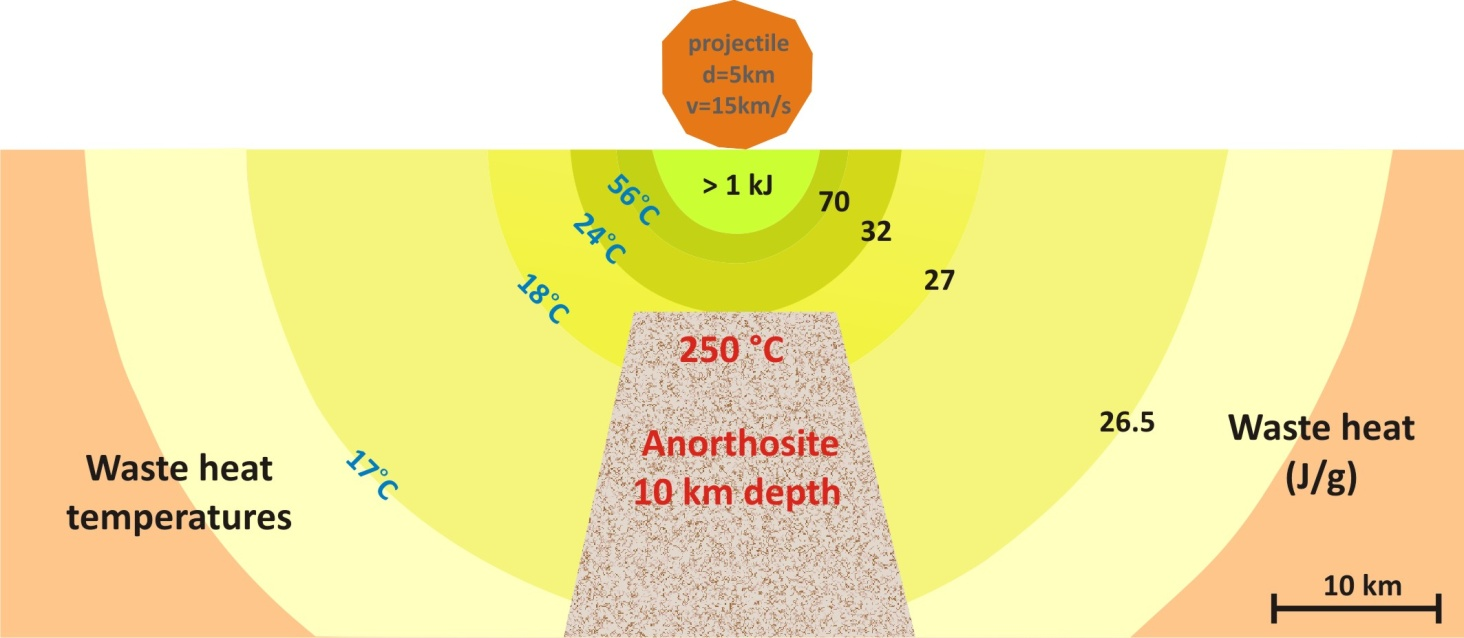 projectile
d=5km
v=15km/s
> 1 kJ
56°C
70
24°C
32
18°C
27
250 °C
Anorthosite
10 km depth
26.5
17°C
Waste heat
temperatures
Waste heat
(J/g)
10 km